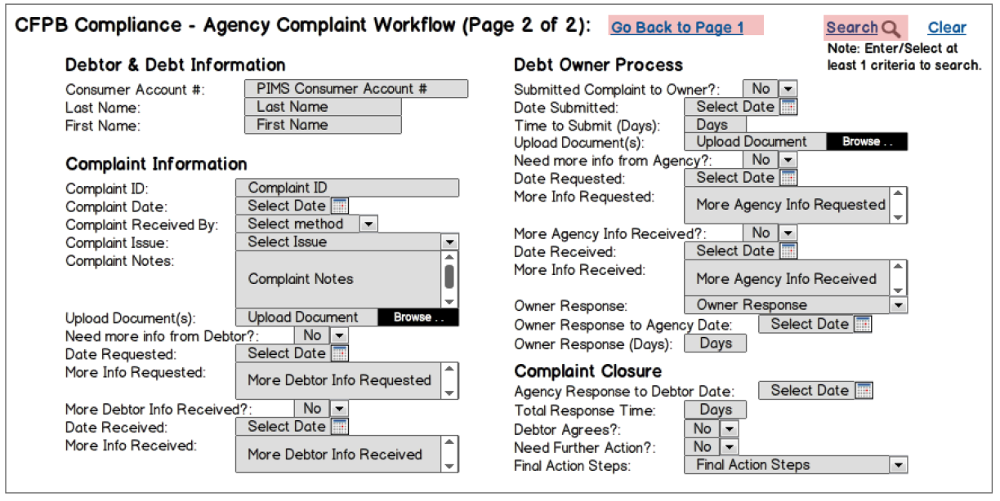 CFPB Compliance - Agency Complaint Workflow (Page 2 of 2): Go Back to Page 1 Search Clear
Note: Enter/Select at
least 1 criteria to search.
Debtor & Debt Information
Consumer Account #: PIMS Consumer Account #
Last Name: Last Name
First Name: First Name
Complaint Information
Complaint ID: Complaint ID
Complaint Date: Select Date
Complaint Received By: Select method
Complaint Issue: Select Issue
Complaint Notes:
Complaint Notes
Upload Document(s): Upload Document Browse . .
Need more info from Debtor?: No
Date Requested: Select Date
More Info Requested:
More Debtor Info Requested
More Debtor Info Received?: No
Date Received: Select Date
More Info Received:
More Debtor Info Received
Debt Owner Process
Submitted Complaint to Owner?: No
Date Submitted: Select Date
Time to Submit (Days): Days
Upload Document(s): Upload Document Browse . .
Need more info from Agency?: No
Date Requested: Select Date
More Info Requested:
More Agency Info Requested
More Agency Info Received?: No
Date Received: Select Date
More Info Received:
More Agency Info Received
Owner Response: Owner Response
Owner Response to Agency Date: Select Date
Owner Response (Days): Days
Complaint Closure
Agency Response to Debtor Date: Select Date
Total Response Time: Days
Debtor Agrees?: No
Need Further Action?: No
Final Action Steps: Final Action Steps